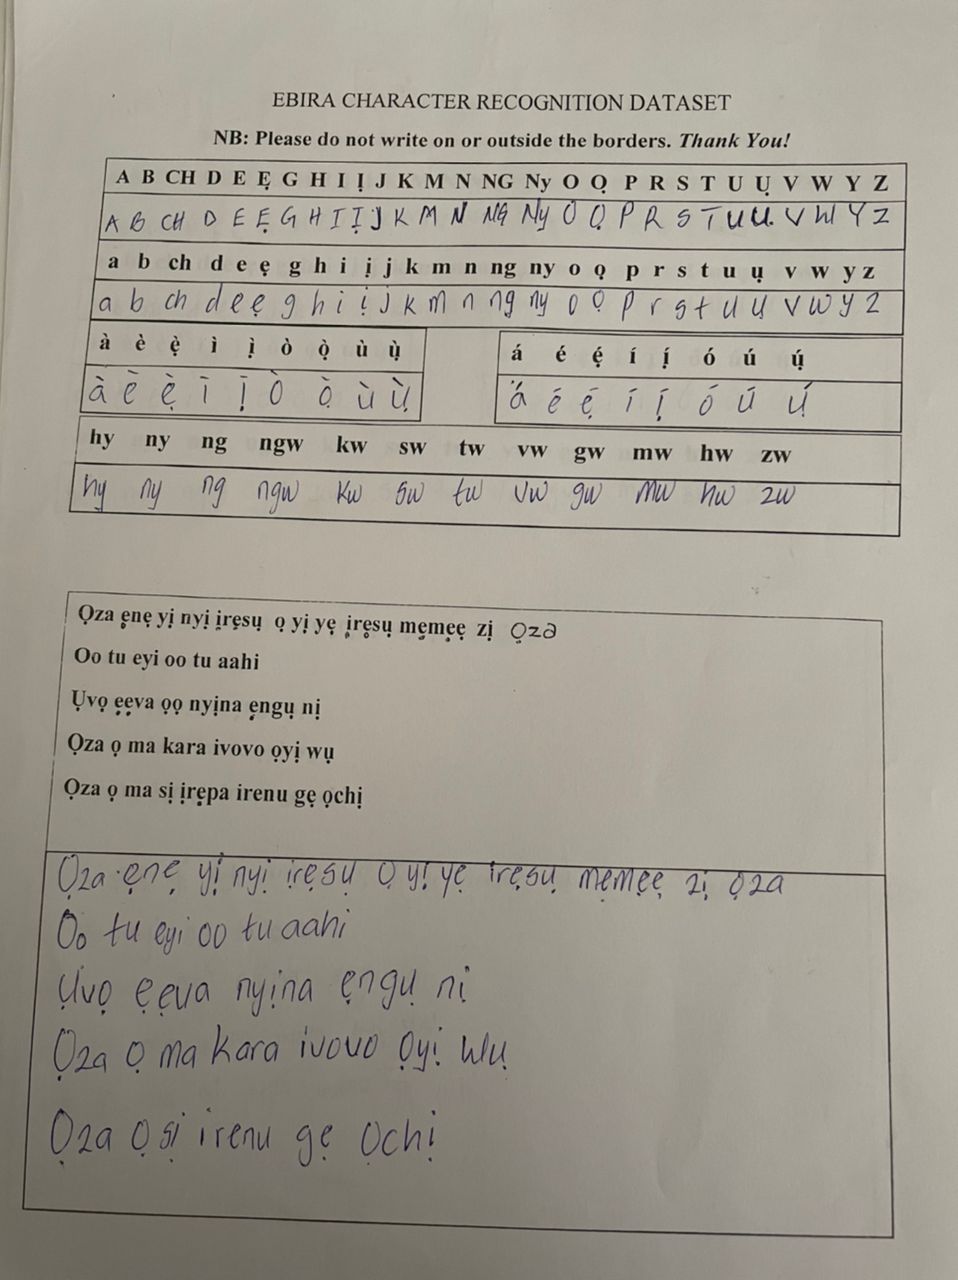 EBIRA CHARACTER RECOGNITION DATASET
NB: Please do not write on or outside the borders. Thank You!
A B CH D E Ẹ G H I Ị J K M N NG Ny O Ọ P R S T U Ụ V W Y Z
A B CH D E Ẹ G H I Ị J K M N NG Ny O Ọ P R S T U Ụ V W Y Z
a b ch d e ẹ g h i ị j k m n ng ny o ọ p r s t u ụ v w y z
a b ch d e ẹ g h i ị j k m n ng ny o ọ p r s t u ụ v w y z
à è ẹ̀ ì ị̀ ò ọ̀ ù ụ̀
à è ẹ̀ ì ị̀ ò ọ̀ ù ụ̀
á é ẹ́ í ị́ ó ú ụ́
á é ẹ́ í ị́ ó ú ụ́
hy ny ng ngw kw sw tw vw gw mw hw zw
hy ny ng ngw kw sw tw vw gw mw hw zw
Ọza ẹnẹ yị nyị ịrẹsụ ọ yị yẹ ịrẹsụ mẹmẹẹ zị Ọza
Oo tu eyi oo tu aahi
Ụvọ ẹẹva ọọ nyịna ẹngụ nị
Ọza ọ ma kara ivovo ọyị wụ
Ọza ọ ma sị ịrẹpa irenu gẹ ọchị
Ọza ẹnẹ yị nyị ịrẹsụ Ọ yị yẹ irẹsụ mẹmẹẹ zị ọza
Oo tu eyi oo tu aahi
Ụvọ ẹẹva nyịna ẹngụ nị
Ọza Ọ ma kara ivovo Ọyị wụ
Ọza Ọ sị irenu gẹ Ọchị